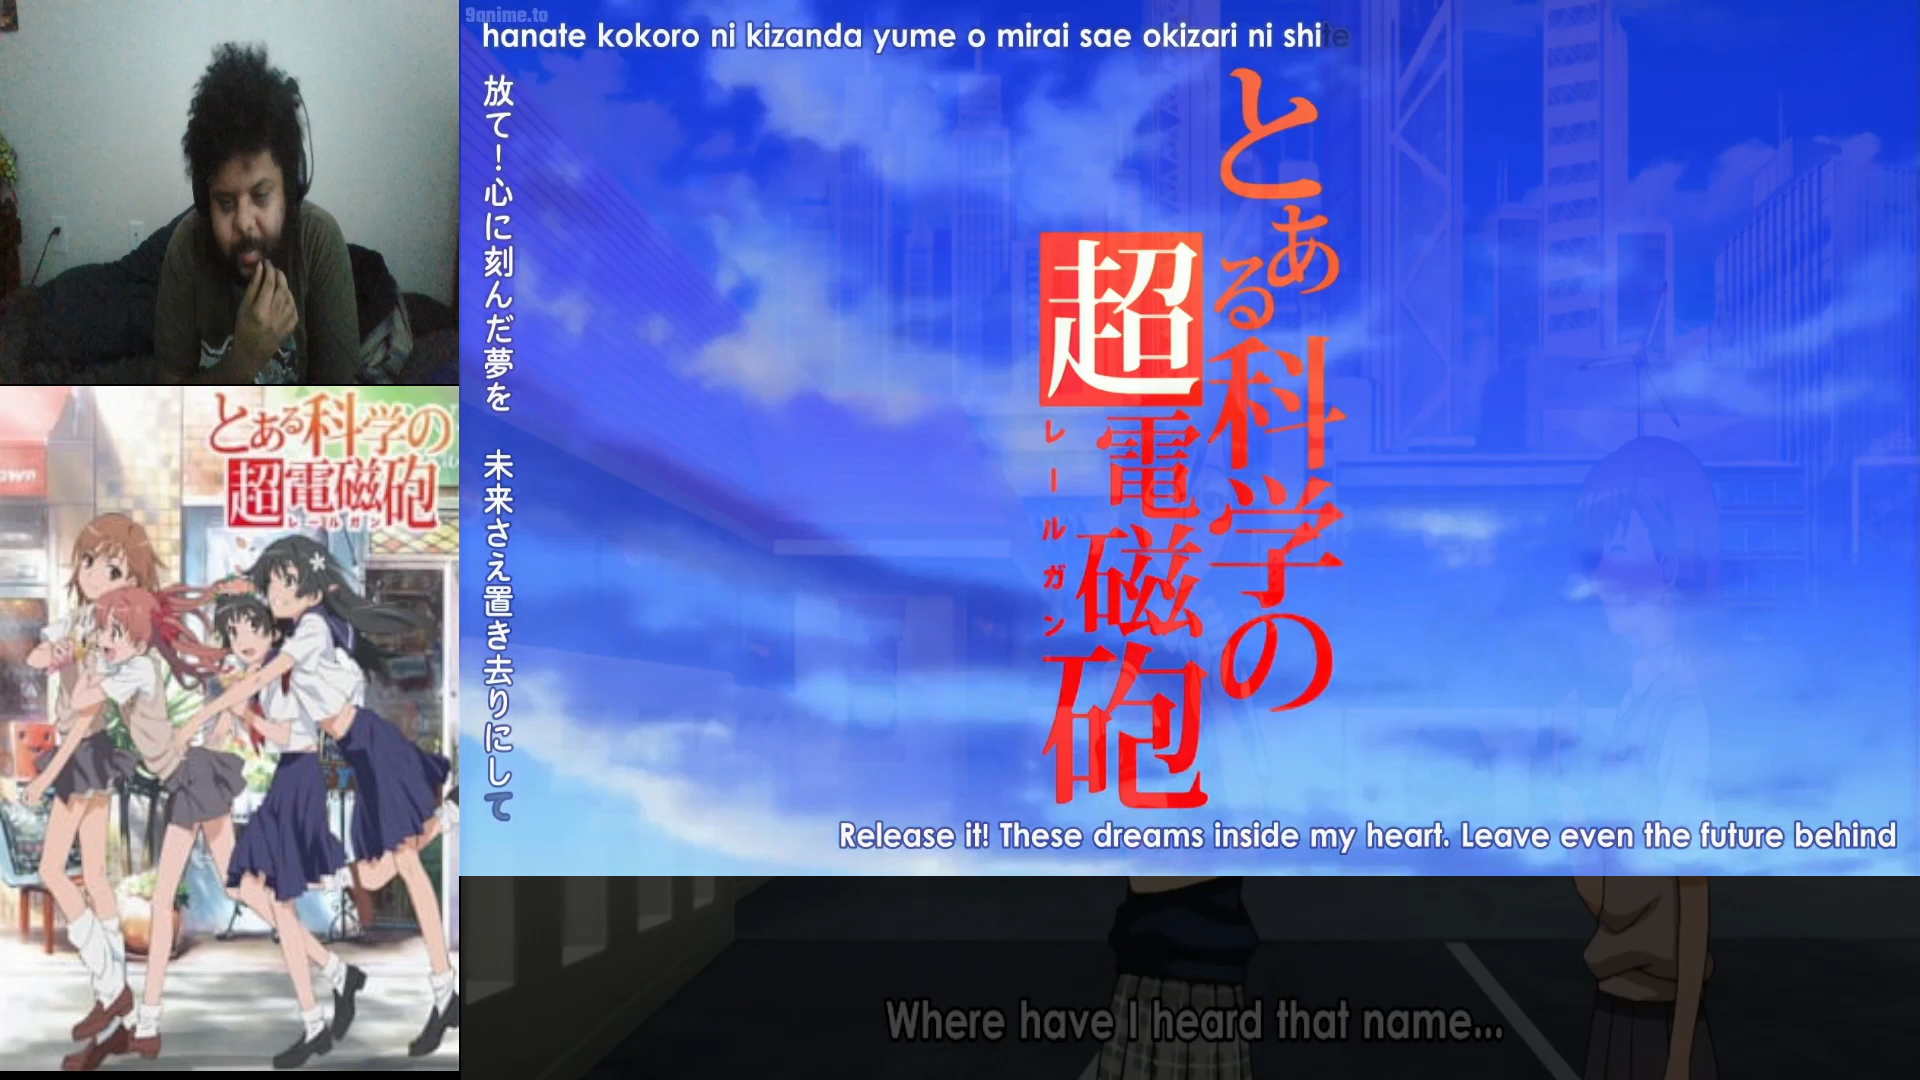 9anime.to
hanate kokoro ni kizanda yume o mirai sae okizari ni shite
放て!心に刻んだ夢を 未来さえ置き去りにして
とある科学の
超電磁砲
レールガン
とある科学の
超電磁砲
レールガン
Release it! These dreams inside my heart. Leave even the future behind
Where have I heard that name...